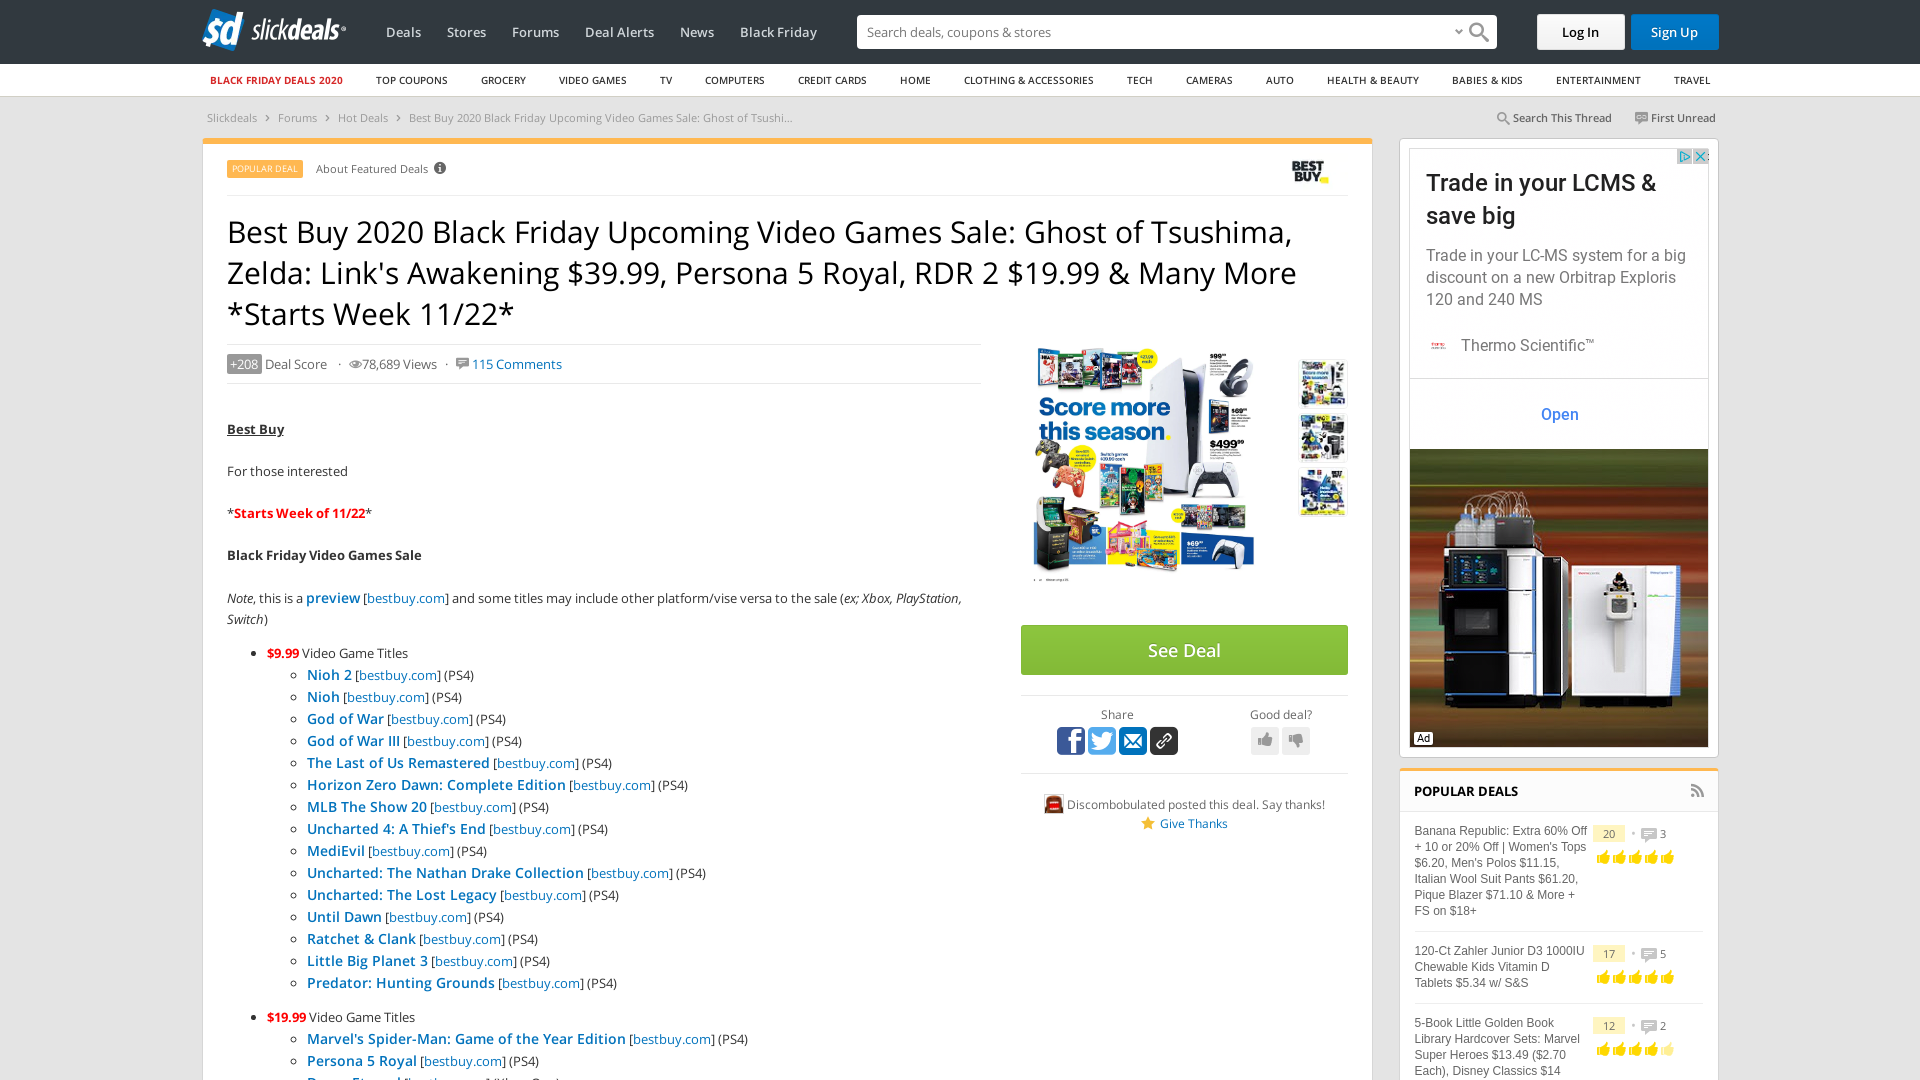 slickdeals
Deals
Stores
Forums
Deal Alerts
News
Black Friday
Search deals, coupons & stores
Log In
Sign Up
BLACK FRIDAY DEALS 2020
TOP COUPONS
GROCERY
VIDEO GAMES
TV
COMPUTERS
CREDIT CARDS
HOME
CLOTHING & ACCESSORIES
TECH
CAMERAS
AUTO
HEALTH & BEAUTY
BABIES & KIDS
ENTERTAINMENT
TRAVEL
Slickdeals › Forums › Hot Deals › Best Buy 2020 Black Friday Upcoming Video Games Sale: Ghost of Tsushi...
Search This Thread
First Unread
POPULAR DEAL
About Featured Deals
BEST
BUY
Best Buy 2020 Black Friday Upcoming Video Games Sale: Ghost of Tsushima,
Zelda: Link's Awakening $39.99, Persona 5 Royal, RDR 2 $19.99 & Many More
*Starts Week 11/22*
+208 Deal Score · 78,689 Views · 115 Comments
Best Buy
For those interested
*Starts Week of 11/22*
Black Friday Video Games Sale
Note, this is a preview [bestbuy.com] and some titles may include other platform/vise versa to the sale (ex; Xbox, PlayStation,
Switch)
$9.99 Video Game Titles
Nioh 2 [bestbuy.com] (PS4)
Nioh [bestbuy.com] (PS4)
God of War [bestbuy.com] (PS4)
God of War III [bestbuy.com] (PS4)
The Last of Us Remastered [bestbuy.com] (PS4)
Horizon Zero Dawn: Complete Edition [bestbuy.com] (PS4)
MLB The Show 20 [bestbuy.com] (PS4)
Uncharted 4: A Thief's End [bestbuy.com] (PS4)
MediEvil [bestbuy.com] (PS4)
Uncharted: The Nathan Drake Collection [bestbuy.com] (PS4)
Uncharted: The Lost Legacy [bestbuy.com] (PS4)
Until Dawn [bestbuy.com] (PS4)
Ratchet & Clank [bestbuy.com] (PS4)
Little Big Planet 3 [bestbuy.com] (PS4)
Predator: Hunting Grounds [bestbuy.com] (PS4)
$19.99 Video Game Titles
Marvel's Spider-Man: Game of the Year Edition [bestbuy.com] (PS4)
Persona 5 Royal [bestbuy.com] (PS4)
Score more
this season.
$499.99
See Deal
Share
Good deal?
Discombobulated posted this deal. Say thanks!
Give Thanks
Trade in your LCMS &
save big
Trade in your LC-MS system for a big
discount on a new Orbitrap Exploris
120 and 240 MS
Thermo Scientific™
Open
Ad
POPULAR DEALS
Banana Republic: Extra 60% Off
+ 10 or 20% Off | Women's Tops
$6.20, Men's Polos $11.15,
Italian Wool Suit Pants $61.20,
Pique Blazer $71.10 & More +
FS on $18+
20 · 3
120-Ct Zahler Junior D3 1000IU
Chewable Kids Vitamin D
Tablets $5.34 w/ S&S
17 · 5
5-Book Little Golden Book
Library Hardcover Sets: Marvel
Super Heroes $13.49 ($2.70
Each), Disney Classics $14
12 · 2